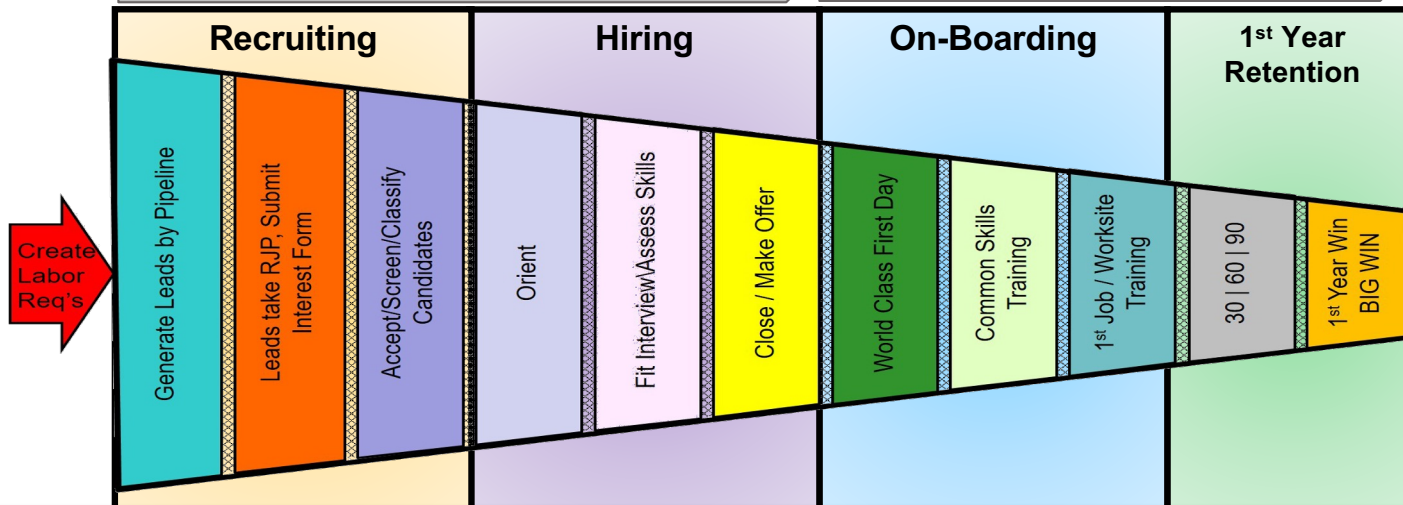 Recruiting
Hiring
On-Boarding
1st Year
Retention
Create
Labor
Req's
Generate Leads by Pipeline
Leads take RJP, Submit
Interest Form
Accept/Screen/Classify
Candidates
Orient
Fit Interview\Assess Skills
Close / Make Offer
World Class First Day
Common Skills
Training
1st Job / Worksite
Training
30 | 60 | 90
1st Year Win
BIG WIN